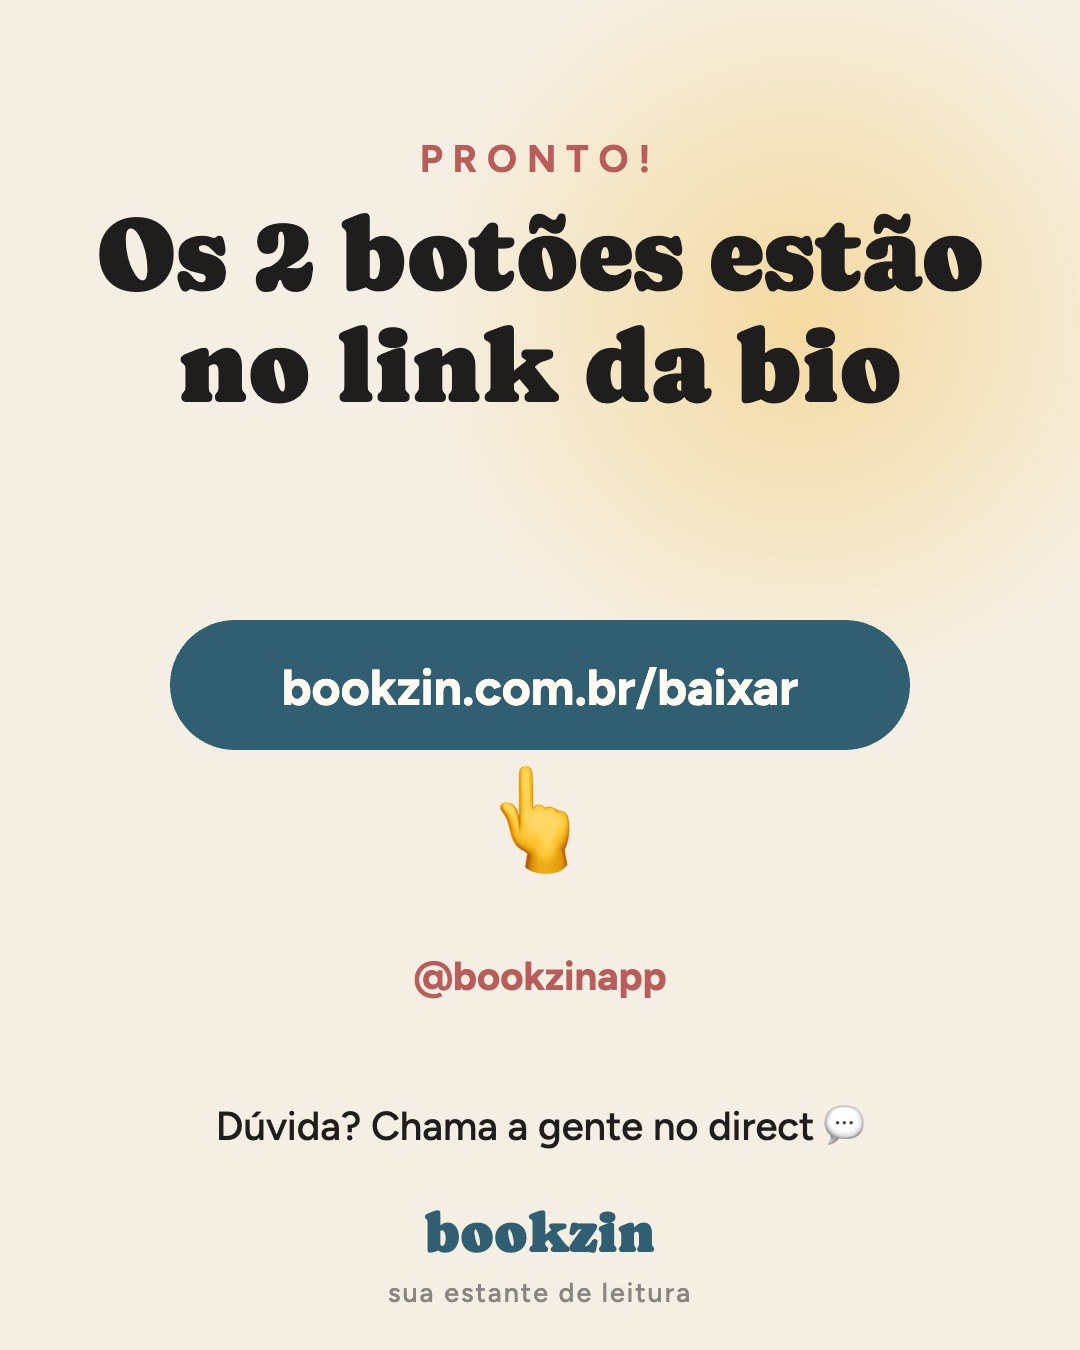 PRONTO!
Os 2 botões estão
no link da bio
bookzin.com.br/baixar
@bookzinapp
Dúvida? Chama a gente no direct 💬
bookzin
sua estante de leitura